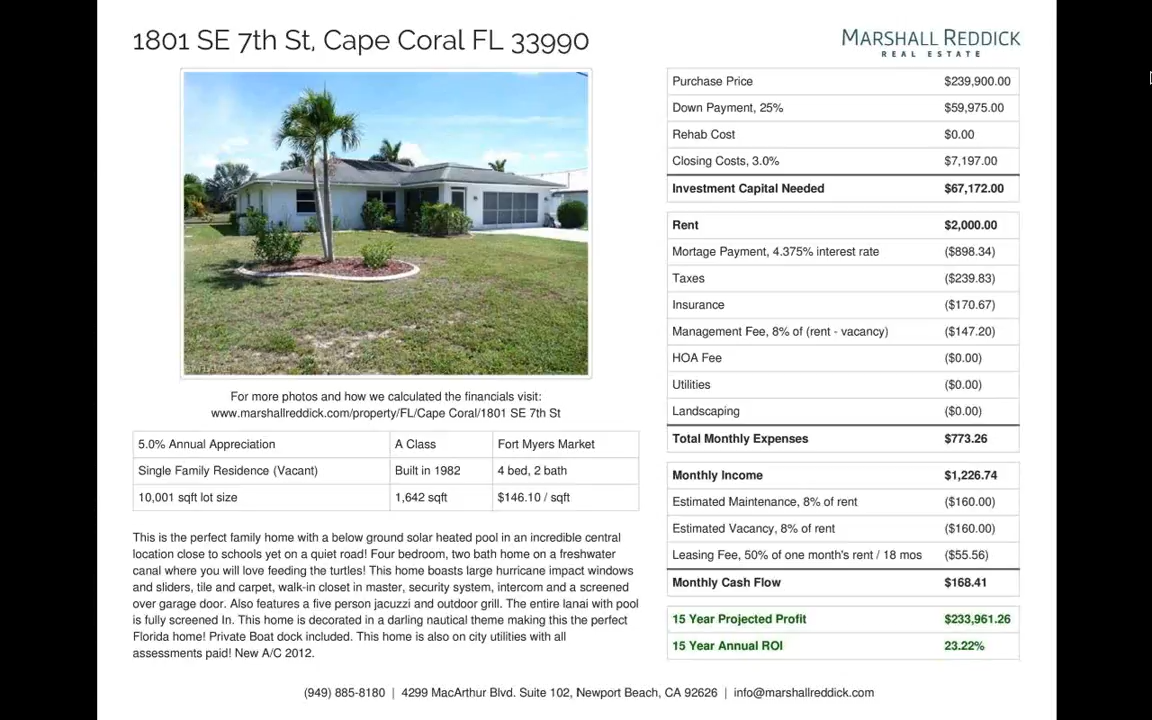 1801 SE 7th St, Cape Coral FL 33990
MARSHALL REDDICK
REAL ESTATE
For more photos and how we calculated the financials visit:
www.marshallreddick.com/property/FL/Cape Coral/1801 SE 7th St
5.0% Annual Appreciation A Class Fort Myers Market
Single Family Residence (Vacant) Built in 1982 4 bed, 2 bath
10,001 sqft lot size 1,642 sqft $146.10 / sqft
This is the perfect family home with a below ground solar heated pool in an incredible central
location close to schools yet on a quiet road! Four bedroom, two bath home on a freshwater
canal where you will love feeding the turtles! This home boasts large hurricane impact windows
and sliders, tile and carpet, walk-in closet in master, security system, intercom and a screened
over garage door. Also features a five person jacuzzi and outdoor grill. The entire lanai with pool
is fully screened In. This home is decorated in a darling nautical theme making this the perfect
Florida home! Private Boat dock included. This home is also on city utilities with all
assessments paid! New A/C 2012.
Purchase Price $239,900.00
Down Payment, 25% $59,975.00
Rehab Cost $0.00
Closing Costs, 3.0% $7,197.00
Investment Capital Needed $67,172.00
Rent $2,000.00
Mortage Payment, 4.375% interest rate ($898.34)
Taxes ($239.83)
Insurance ($170.67)
Management Fee, 8% of (rent - vacancy) ($147.20)
HOA Fee ($0.00)
Utilities ($0.00)
Landscaping ($0.00)
Total Monthly Expenses $773.26
Monthly Income $1,226.74
Estimated Maintenance, 8% of rent ($160.00)
Estimated Vacancy, 8% of rent ($160.00)
Leasing Fee, 50% of one month's rent / 18 mos ($55.56)
Monthly Cash Flow $168.41
15 Year Projected Profit $233,961.26
15 Year Annual ROI 23.22%
(949) 885-8180 | 4299 MacArthur Blvd. Suite 102, Newport Beach, CA 92626 | info@marshallreddick.com